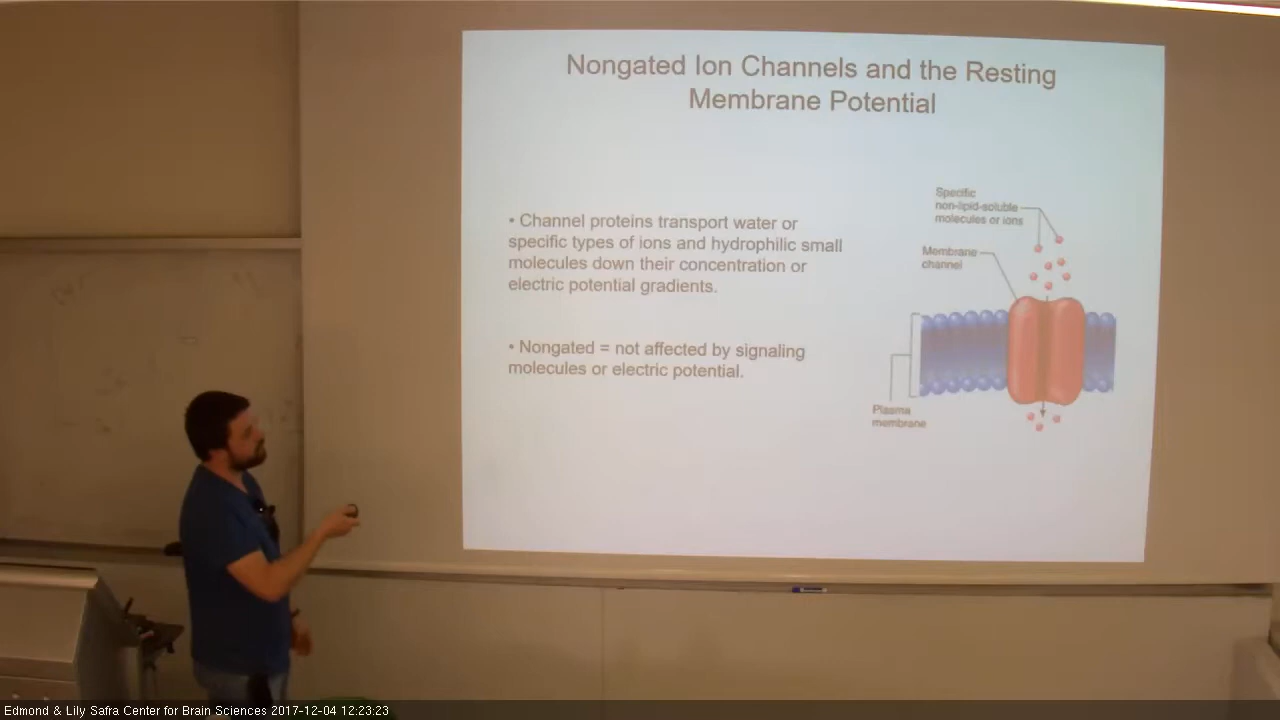 Nongated Ion Channels and the Resting
Membrane Potential
• Channel proteins transport water or
specific types of ions and hydrophilic small
molecules down their concentration or
electric potential gradients.
• Nongated = not affected by signaling
molecules or electric potential.
Specific
non-lipid-soluble
molecules or ions
Membrane
channel
Plasma
membrane
Edmond & Lily Safra Center for Brain Sciences 2017-12-04 12:23:23